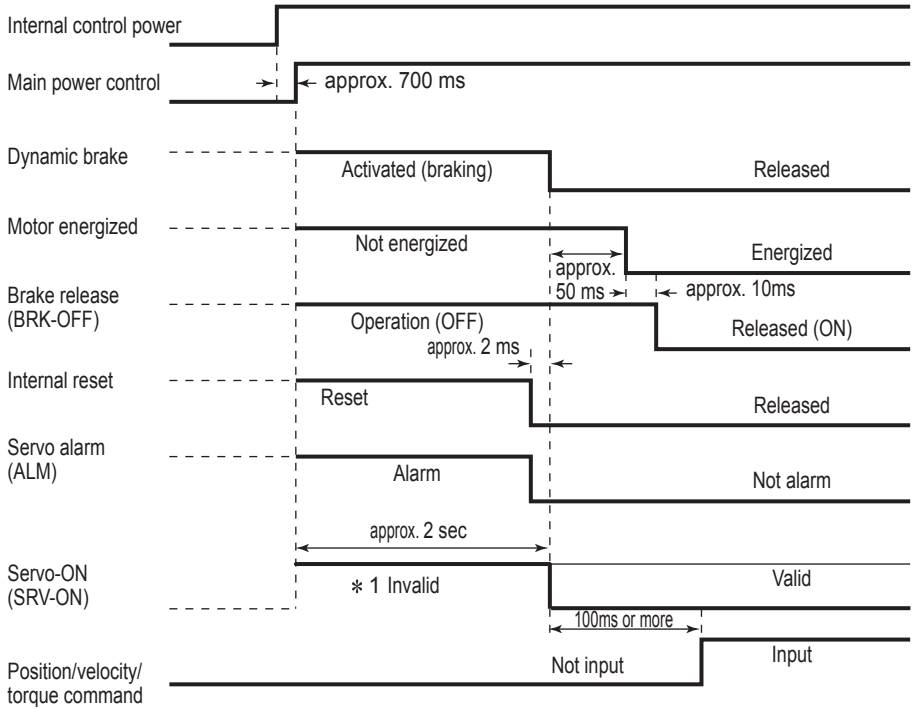 Internal control power
Main power control
approx. 700 ms
Dynamic brake
Activated (braking)
Released
Motor energized
Not energized
Energized
approx.
50 ms
approx. 10ms
Brake release
(BRK-OFF)
Operation (OFF)
Released (ON)
approx. 2 ms
Internal reset
Reset
Released
Servo alarm
(ALM)
Alarm
Not alarm
approx. 2 sec
Servo-ON
(SRV-ON)
* 1 Invalid
Valid
100ms or more
Position/velocity/
torque command
Not input
Input